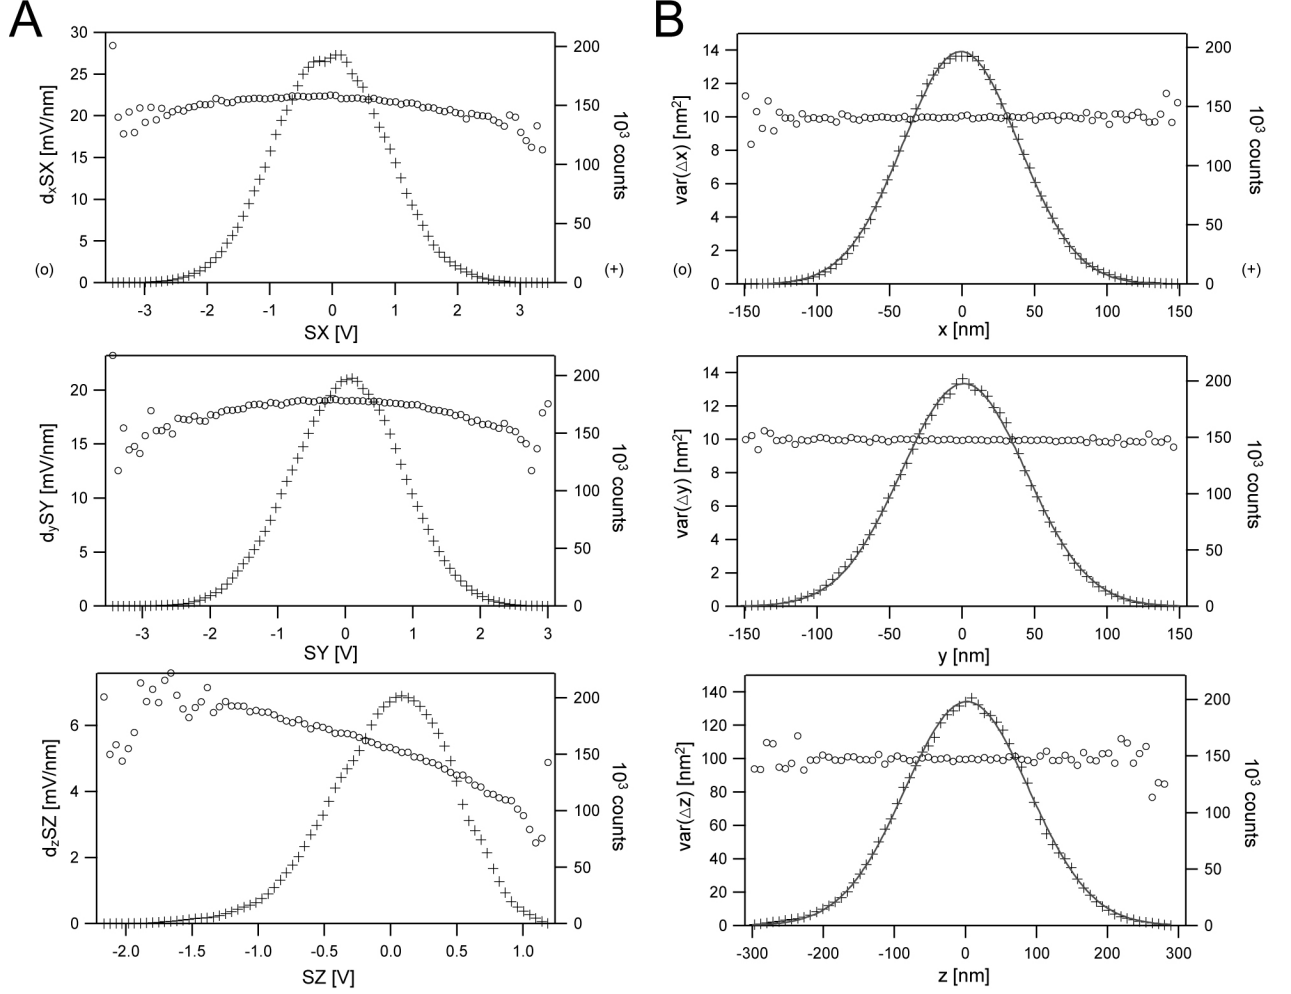 A
B
30
25
20
15
10
5
0
dxSX [mV/nm]
(o)
200
150
100
50
0
10³ counts
(+)
-3 -2 -1 0 1 2 3
SX [V]
14
12
10
8
6
4
2
0
var(△x) [nm²]
(o)
200
150
100
50
0
10³ counts
(+)
-150 -100 -50 0 50 100 150
x [nm]
20
15
10
5
0
dySY [mV/nm]
200
150
100
50
0
10³ counts
-3 -2 -1 0 1 2 3
SY [V]
14
12
10
8
6
4
2
0
var(△y) [nm²]
200
150
100
50
0
10³ counts
-150 -100 -50 0 50 100 150
y [nm]
6
4
2
0
dzSZ [mV/nm]
200
150
100
50
0
10³ counts
-2.0 -1.5 -1.0 -0.5 0.0 0.5 1.0
SZ [V]
140
120
100
80
60
40
20
0
var(△z) [nm²]
200
150
100
50
0
10³ counts
-300 -200 -100 0 100 200 300
z [nm]